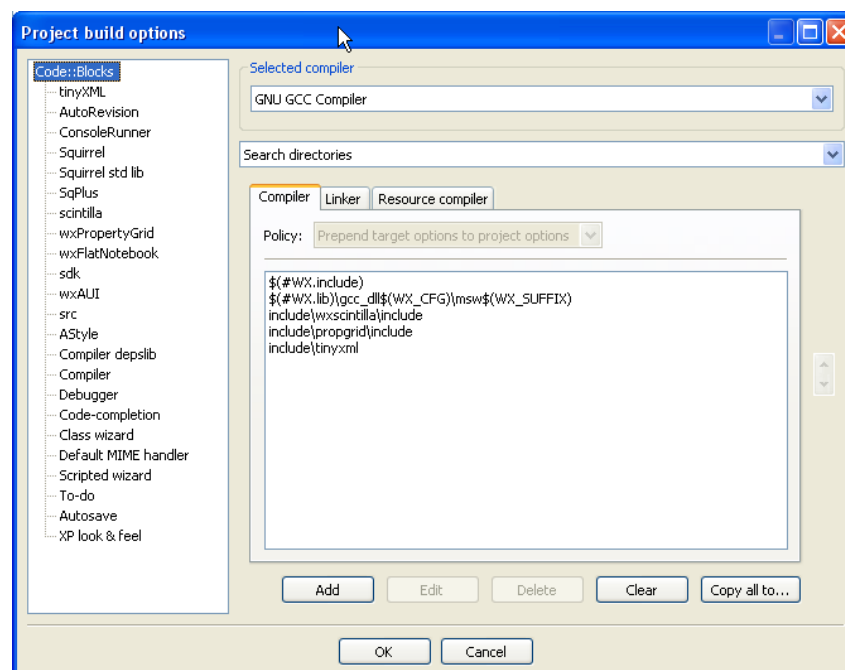 Project build options
Code::Blocks
tinyXML
AutoRevision
ConsoleRunner
Squirrel
Squirrel std lib
SqPlus
scintilla
wxPropertyGrid
wxFlatNotebook
sdk
wxAUI
src
AStyle
Compiler depslib
Compiler
Debugger
Code-completion
Class wizard
Default MIME handler
Scripted wizard
To-do
Autosave
XP look & feel
Selected compiler
GNU GCC Compiler
Search directories
Compiler Linker Resource compiler
Policy: Prepend target options to project options
$(#WX.include)
$(#WX.lib)\gcc_dll$(WX_CFG)\msw$(WX_SUFFIX)
include\wxscintilla\include
include\propgrid\include
include\tinyxml
Add Edit Delete Clear Copy all to...
OK Cancel